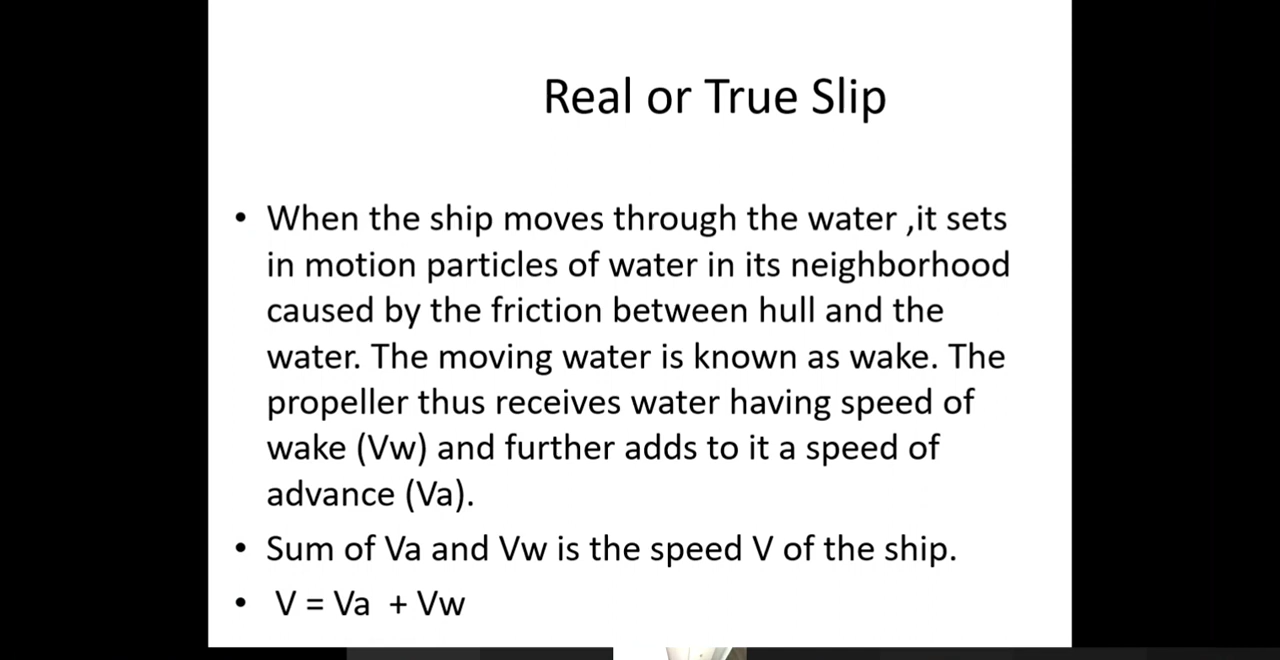 Real or True Slip
• When the ship moves through the water ,it sets
in motion particles of water in its neighborhood
caused by the friction between hull and the
water. The moving water is known as wake. The
propeller thus receives water having speed of
wake (Vw) and further adds to it a speed of
advance (Va).
• Sum of Va and Vw is the speed V of the ship.
• V = Va + Vw